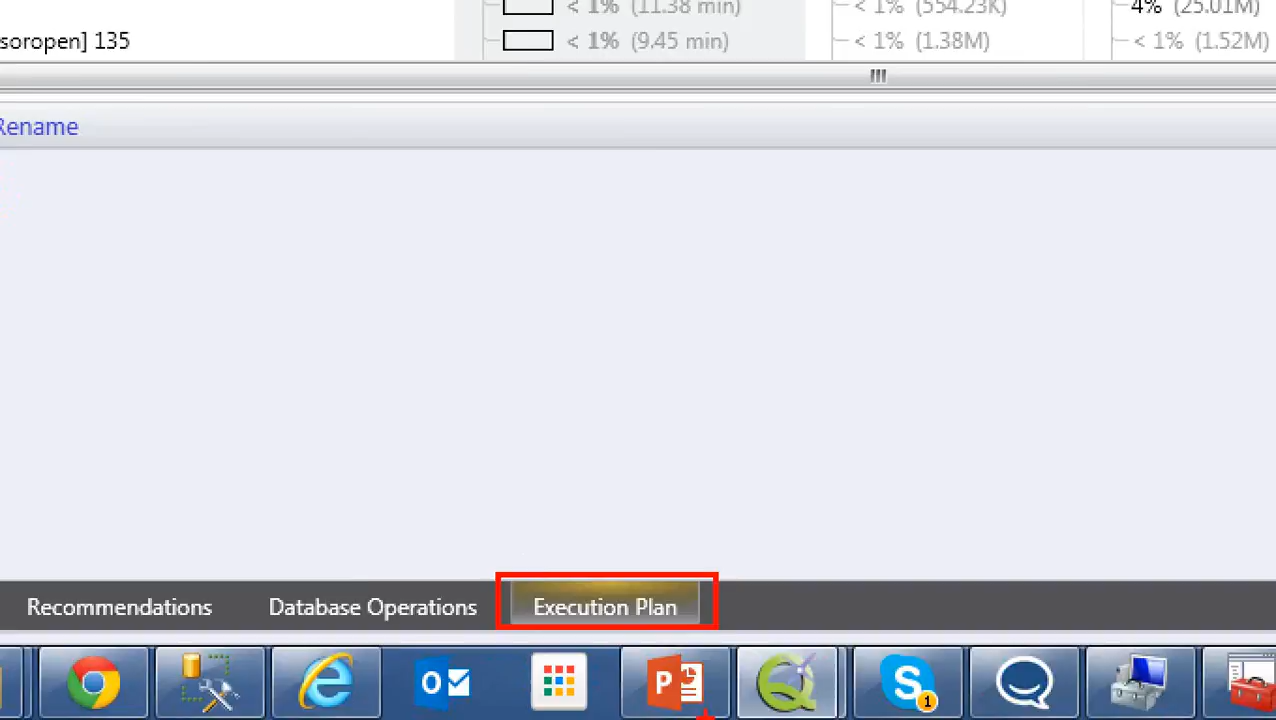 < 1% (11.38 min) < 1% (554.23K) 4% (25.01M)
soropen] 135 < 1% (9.45 min) < 1% (1.38M) < 1% (1.52M)
Rename
Recommendations Database Operations Execution Plan
O P S 1